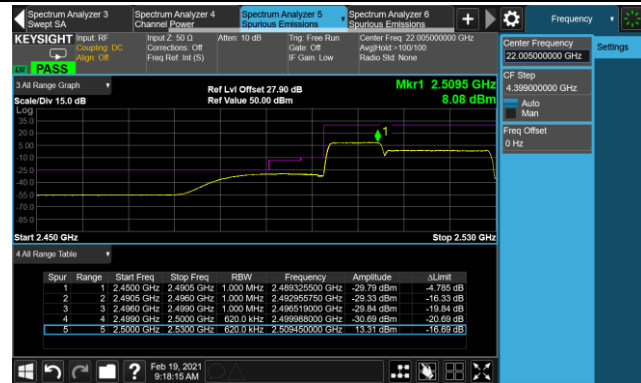 Spectrum Analyzer 3
Swept SA
Spectrum Analyzer 4
Channel Power
Spectrum Analyzer 5
Spurious Emissions
Spectrum Analyzer 6
Spurious Emissions
+
Frequency
KEYSIGHT
Input: RF
Coupling: DC
Align: Off
Input Z: 50 Ω
Corrections: Off
Freq Ref: Int (S)
Atten: 10 dB
Trig: Free Run
Gate: Off
IF Gain: Low
Center Freq: 22.005000000 GHz
Avg|Hold >100/100
Radio Std: None
PASS
Center Frequency
22.005000000 GHz
Settings
CF Step
4.399000000 GHz
Auto
Man
Freq Offset
0 Hz
3 All Range Graph
Scale/Div 15.0 dB
Ref Lvl Offset 27.90 dB
Ref Value 50.00 dBm
Mkr1 2.5095 GHz
8.08 dBm
Log
35.0
20.0
5.00
-10.0
-25.0
-40.0
-55.0
-70.0
-85.0
1
Start 2.450 GHz
Stop 2.530 GHz
4 All Range Table
Spur Range Start Freq Stop Freq RBW Frequency Amplitude ΔLimit
1 1 2.4500 GHz 2.4905 GHz 1.000 MHz 2.489325500 GHz -29.79 dBm -4.785 dB
2 2 2.4905 GHz 2.4960 GHz 1.000 MHz 2.492955750 GHz -29.33 dBm -16.33 dB
3 3 2.4960 GHz 2.4990 GHz 1.000 MHz 2.496519000 GHz -29.84 dBm -19.84 dB
4 4 2.4990 GHz 2.5000 GHz 620.0 kHz 2.499988000 GHz -30.69 dBm -20.69 dB
5 5 2.5000 GHz 2.5300 GHz 620.0 kHz 2.509450000 GHz 13.31 dBm -16.69 dB
?
Feb 19, 2021
9:18:15 AM